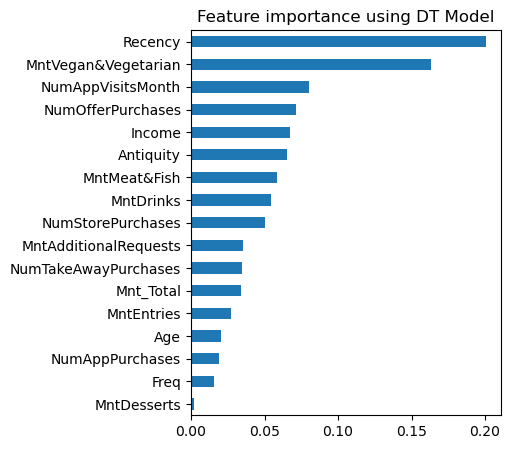 Feature importance using DT Model
Recency
MntVegan&Vegetarian
NumAppVisitsMonth
NumOfferPurchases
Income
Antiquity
MntMeat&Fish
MntDrinks
NumStorePurchases
MntAdditionalRequests
NumTakeAwayPurchases
Mnt_Total
MntEntries
Age
NumAppPurchases
Freq
MntDesserts
0.00 0.05 0.10 0.15 0.20